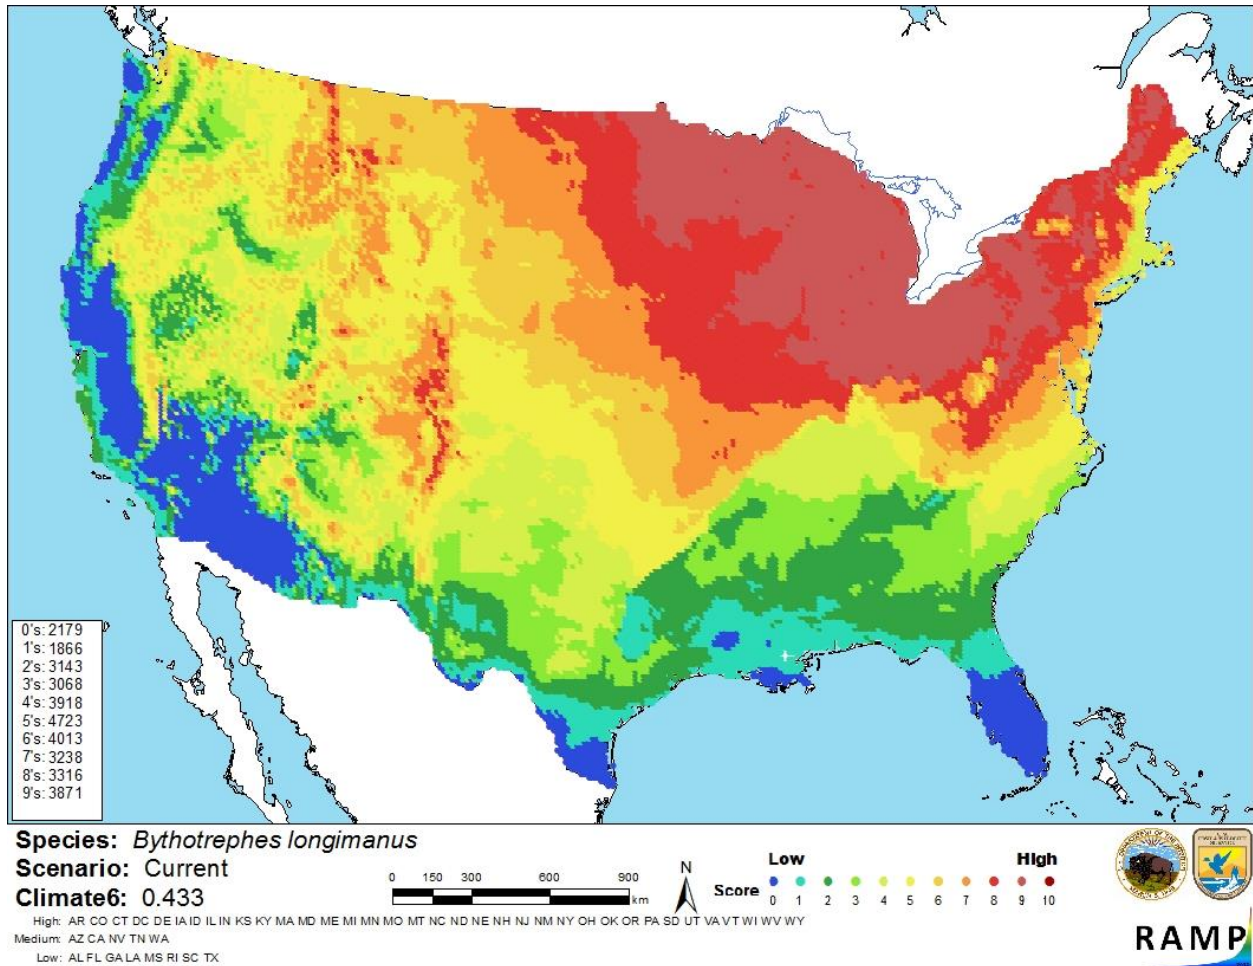 0's: 2179
1's: 1866
2's: 3143
3's: 3068
4's: 3918
5's: 4723
6's: 4013
7's: 3238
8's: 3316
9's: 3871
Species: Bythotrephes longimanus
Scenario: Current
Climate6: 0.433
0 150 300 600 900
km
N
Low High
Score 0 1 2 3 4 5 6 7 8 9 10
High: AR CO CT DC DE IA ID IL IN KS KY MA MD ME MI MN MO MT NC ND NE NH NJ NM NY OH OK OR PA SD UT VA VT WI WV WY
Medium: AZ CA NV TN WA
Low: AL FL GA LA MS RI SC TX
RAMP